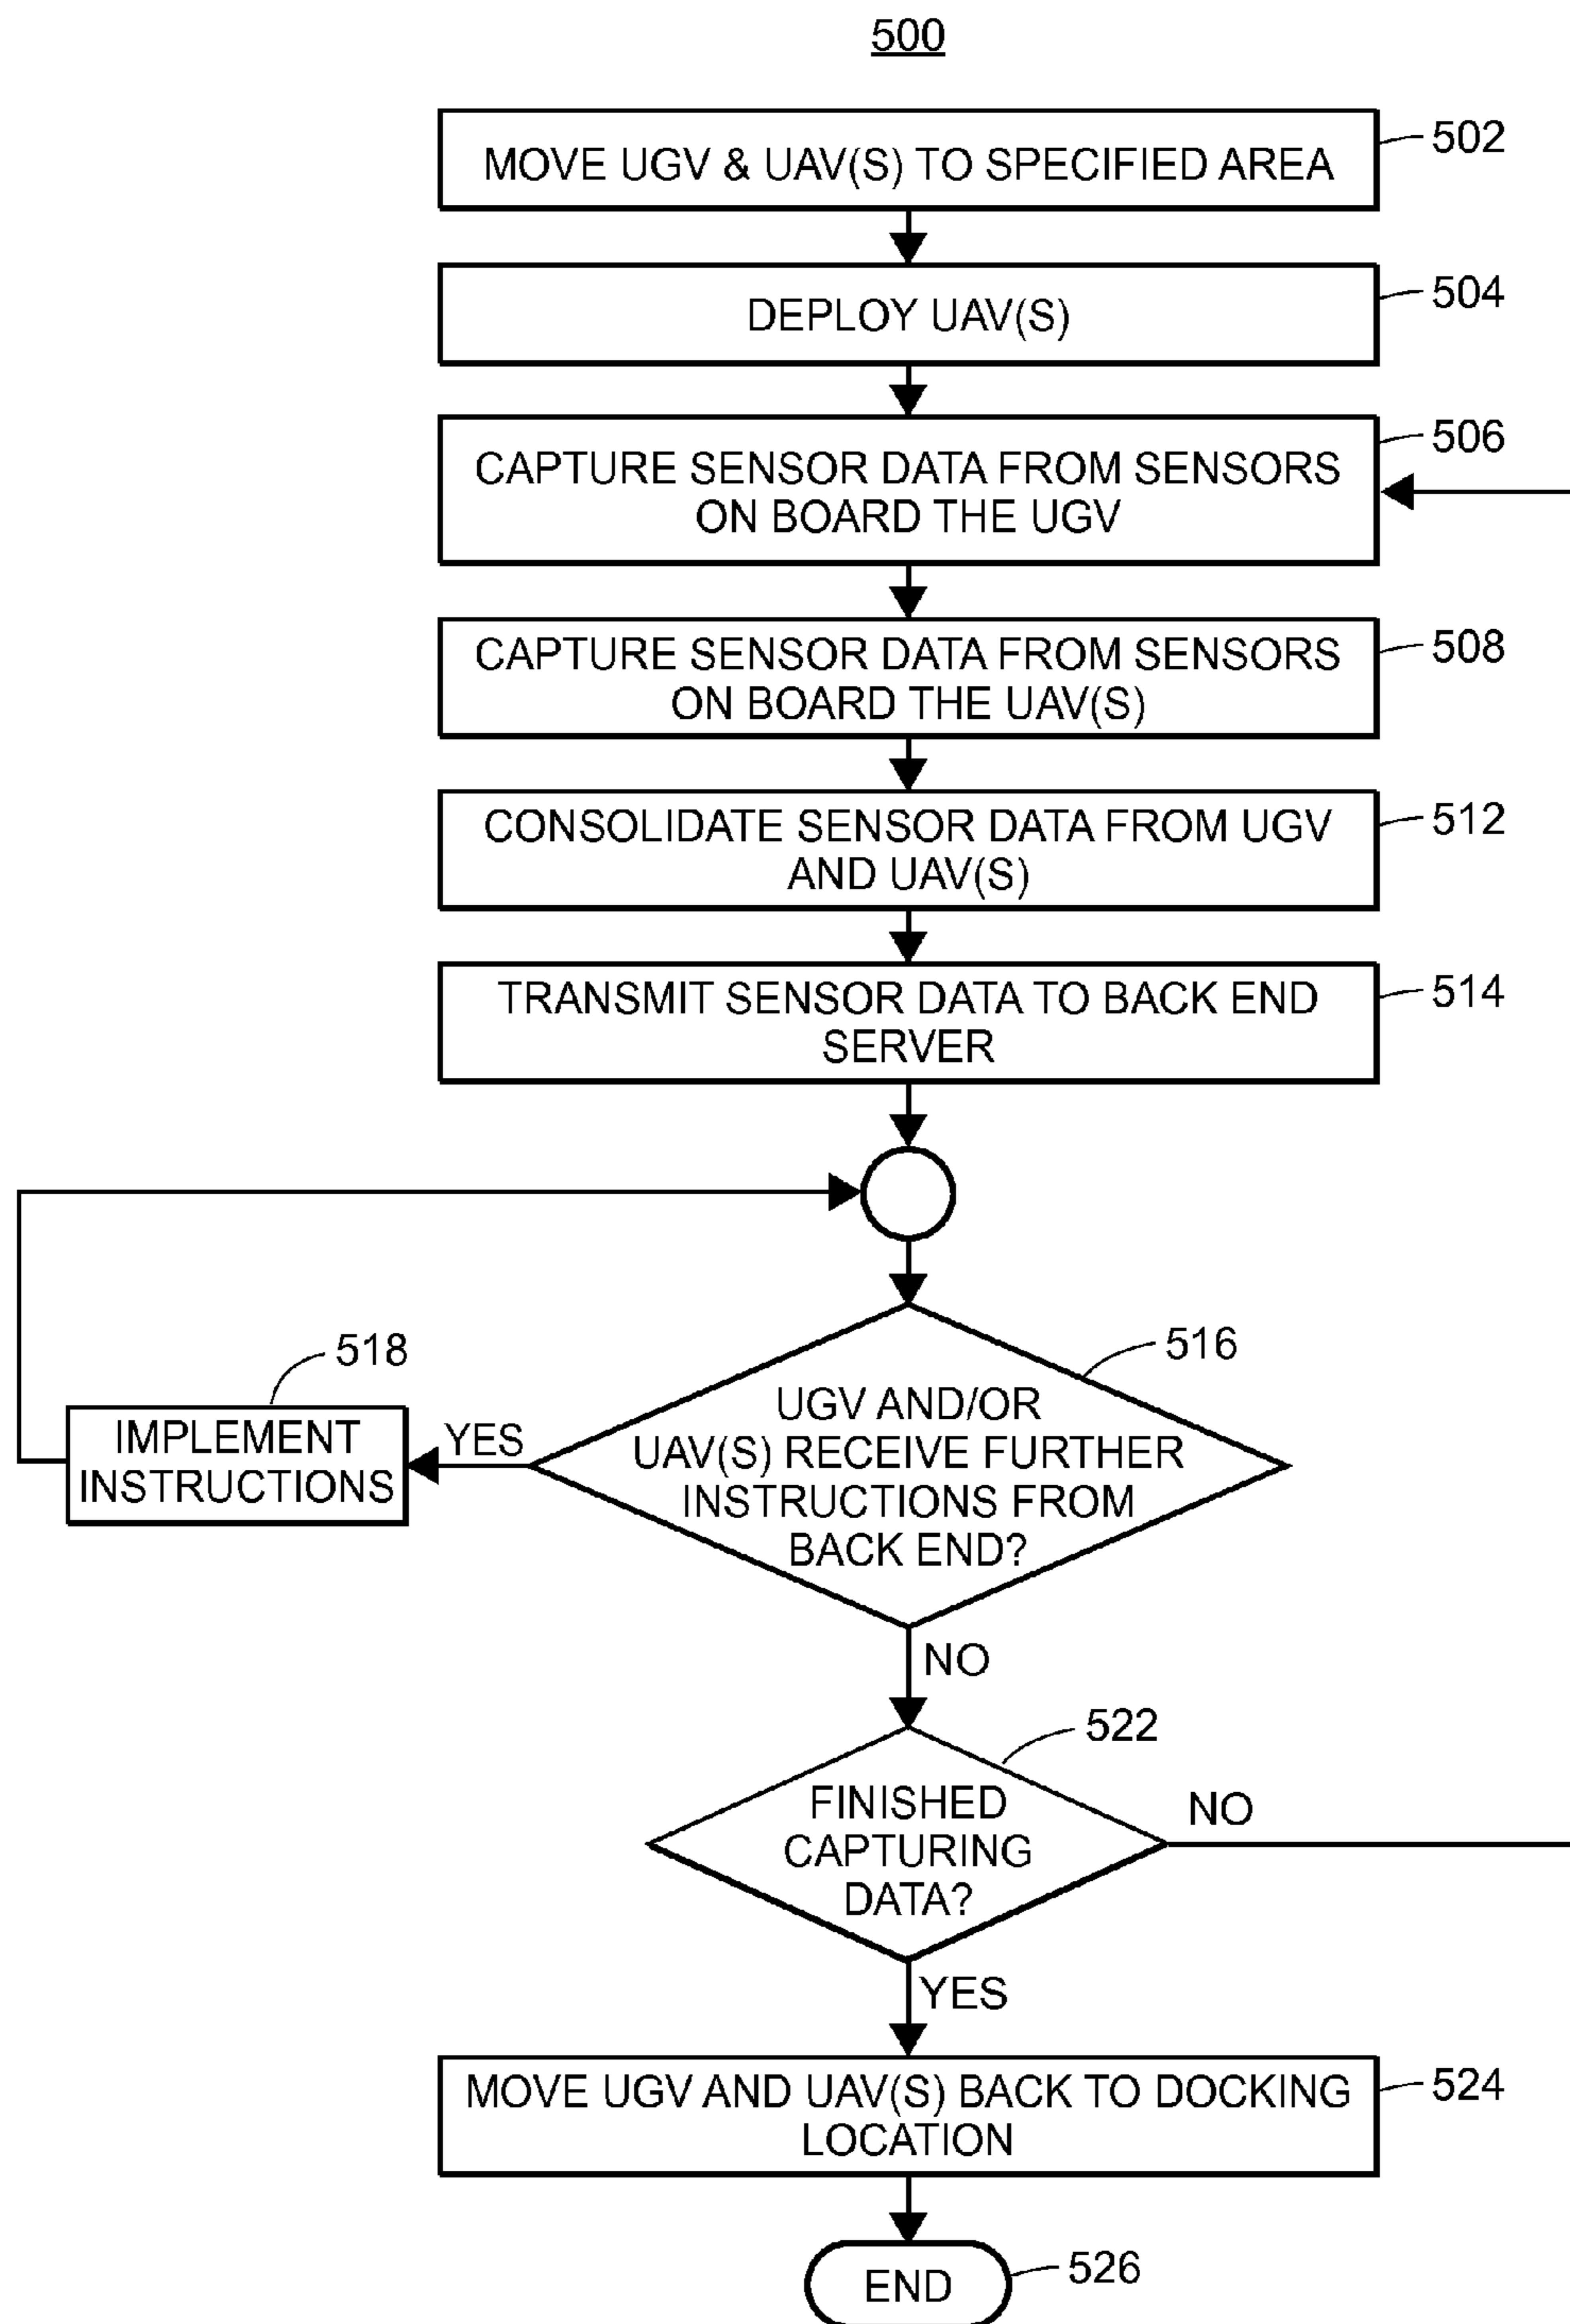 500
MOVE UGV & UAV(S) TO SPECIFIED AREA
502
DEPLOY UAV(S)
504
CAPTURE SENSOR DATA FROM SENSORS
ON BOARD THE UGV
506
CAPTURE SENSOR DATA FROM SENSORS
ON BOARD THE UAV(S)
508
CONSOLIDATE SENSOR DATA FROM UGV
AND UAV(S)
512
TRANSMIT SENSOR DATA TO BACK END
SERVER
514
UGV AND/OR
UAV(S) RECEIVE FURTHER
INSTRUCTIONS FROM
BACK END?
516
YES
IMPLEMENT
INSTRUCTIONS
518
NO
FINISHED
CAPTURING
DATA?
522
NO
YES
MOVE UGV AND UAV(S) BACK TO DOCKING
LOCATION
524
END
526